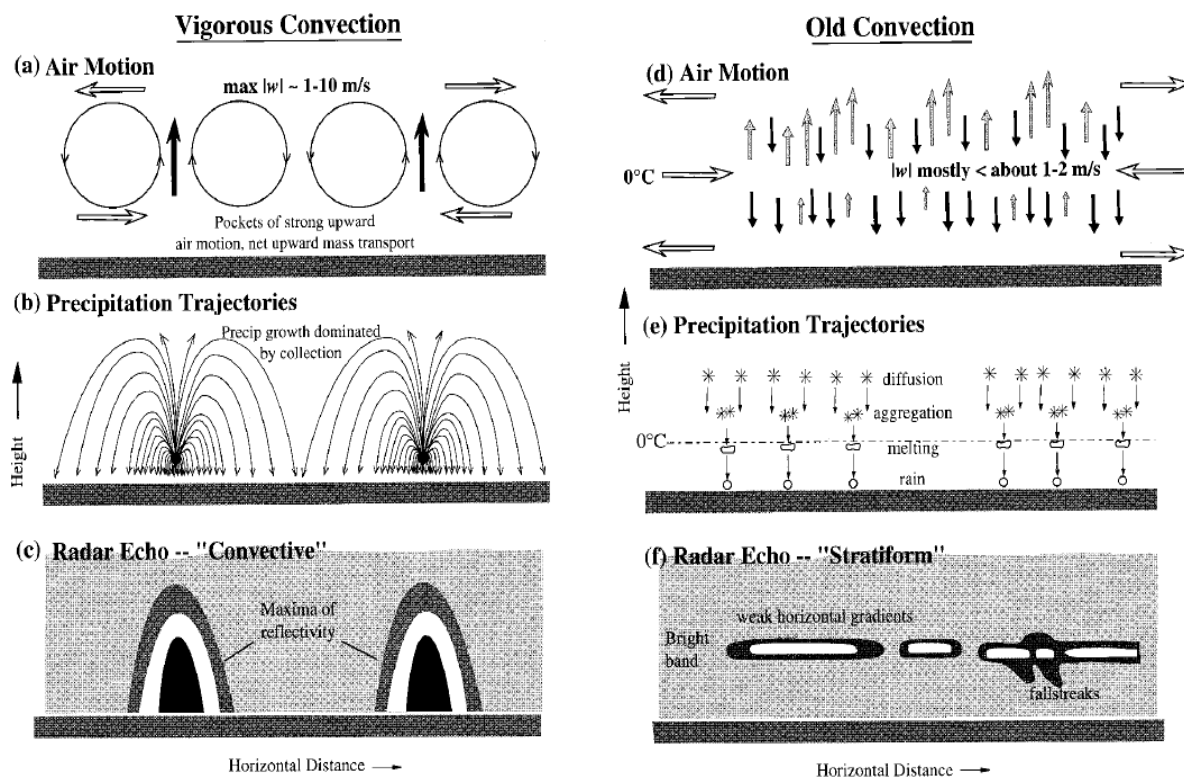 Vigorous Convection
(a) Air Motion
max |w| ~ 1-10 m/s
Pockets of strong upward
air motion, net upward mass transport
(b) Precipitation Trajectories
Precip growth dominated
by collection
Height
(c) Radar Echo -- "Convective"
Maxima of
reflectivity
Horizontal Distance
Old Convection
(d) Air Motion
0°C
|w| mostly < about 1-2 m/s
(e) Precipitation Trajectories
Height
diffusion
aggregation
0°C
melting
rain
(f) Radar Echo -- "Stratiform"
weak horizontal gradients
Bright
band
fallstreaks
Horizontal Distance